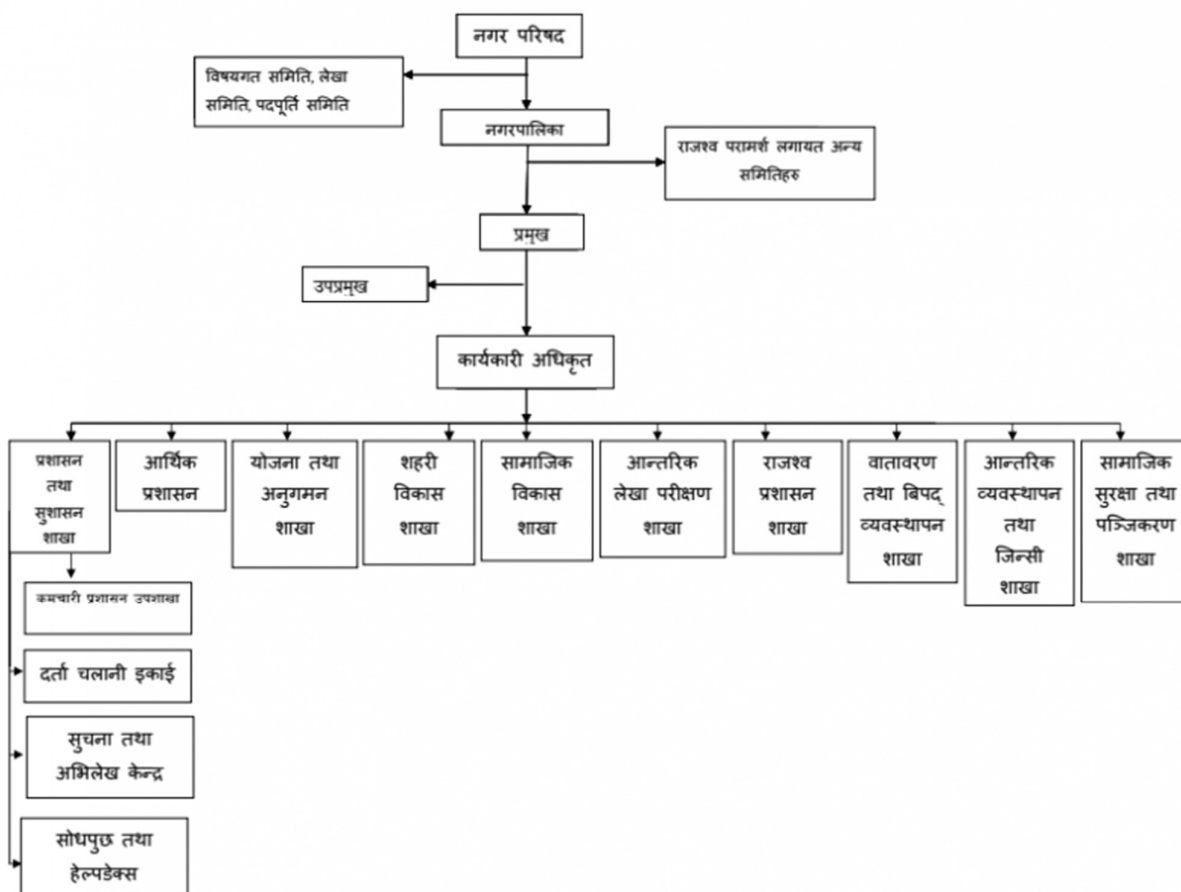 नगर परिषद
विषयगत समिति, लेखा
समिति, पदपूर्ति समिति
नगरपालिका
राजश्व परामर्श लगायत अन्य
समितिहरु
प्रमुख
उपप्रमुख
कार्यकारी अधिकृत
प्रशासन
तथा
सुशासन
शाखा
आर्थिक
प्रशासन
योजना तथा
अनुगमन
शाखा
शहरी
विकास
शाखा
सामाजिक
विकास
शाखा
आन्तरिक
लेखा परीक्षण
शाखा
राजश्व
प्रशासन
शाखा
वातावरण
तथा बिपद्
व्यवस्थापन
शाखा
आन्तरिक
व्यवस्थापन
तथा
जिन्सी
शाखा
सामाजिक
सुरक्षा तथा
पञ्जिकरण
शाखा
कमचारी प्रशासन उपशाखा
दर्ता चलानी इकाई
सुचना तथा
अभिलेख केन्द्र
सोधपुछ तथा
हेल्पडेक्स